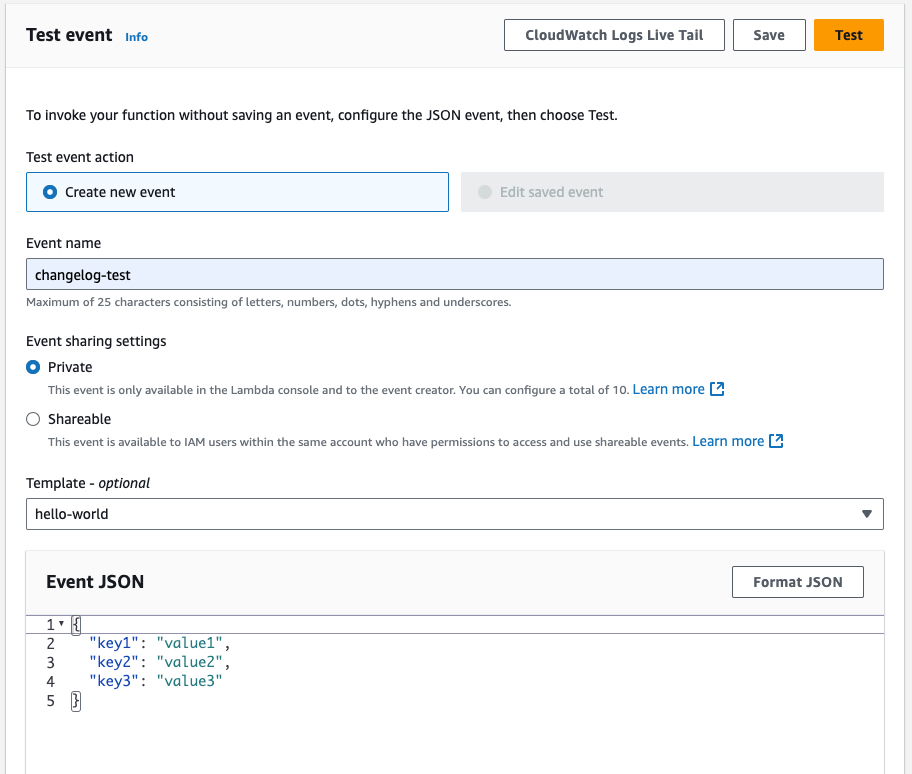 Test event Info CloudWatch Logs Live Tail Save Test
To invoke your function without saving an event, configure the JSON event, then choose Test.
Test event action
Create new event Edit saved event
Event name
changelog-test
Maximum of 25 characters consisting of letters, numbers, dots, hyphens and underscores.
Event sharing settings
Private
This event is only available in the Lambda console and to the event creator. You can configure a total of 10. Learn more
Shareable
This event is available to IAM users within the same account who have permissions to access and use shareable events. Learn more
Template - optional
hello-world
Event JSON Format JSON
1 {
2 "key1": "value1",
3 "key2": "value2",
4 "key3": "value3"
5 }